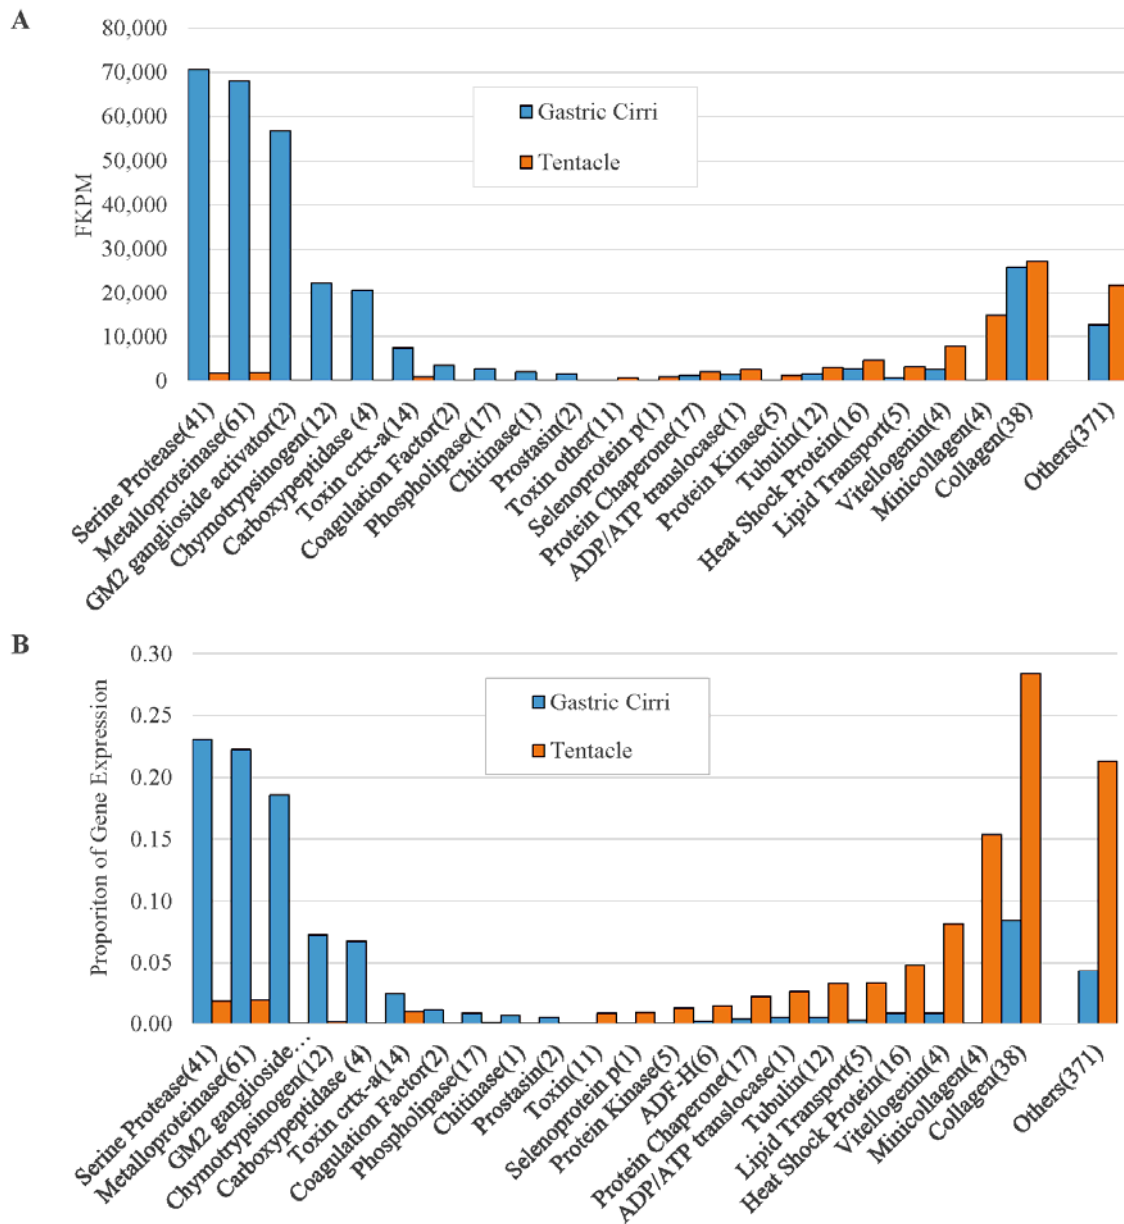 A
80,000
70,000
60,000
50,000
40,000
30,000
20,000
10,000
0
FKPM
Gastric Cirri
Tentacle
Serine Protease(41)
Metalloproteinase(61)
GM2 ganglioside activator(2)
Chymotrypsinogen(12)
Carboxypeptidase (4)
Toxin crtx-a(14)
Coagulation Factor(2)
Phospholipase(17)
Chitinase(1)
Prostasin(2)
Toxin other(11)
Selenoprotein p(1)
Protein Chaperone(17)
ADP/ATP translocase(1)
Protein Kinase(5)
Tubulin(12)
Heat Shock Protein(16)
Lipid Transport(5)
Vitellogenin(4)
Minicollagen(4)
Collagen(38)
Others(371)
B
0.30
0.25
0.20
0.15
0.10
0.05
0.00
Proporiton of Gene Expression
Gastric Cirri
Tentacle
Serine Protease(41)
Metalloproteinase(61)
GM2 ganglioside…
Chymotrypsinogen(12)
Carboxypeptidase (4)
Toxin crtx-a(14)
Coagulation Factor(2)
Phospholipase(17)
Chitinase(1)
Prostasin(2)
Toxin(11)
Selenoprotein p(1)
Protein Kinase(5)
ADF-H(6)
Protein Chaperone(17)
ADP/ATP translocase(1)
Tubulin(12)
Lipid Transport(5)
Heat Shock Protein(16)
Vitellogenin(4)
Minicollagen(4)
Collagen(38)
Others(371)